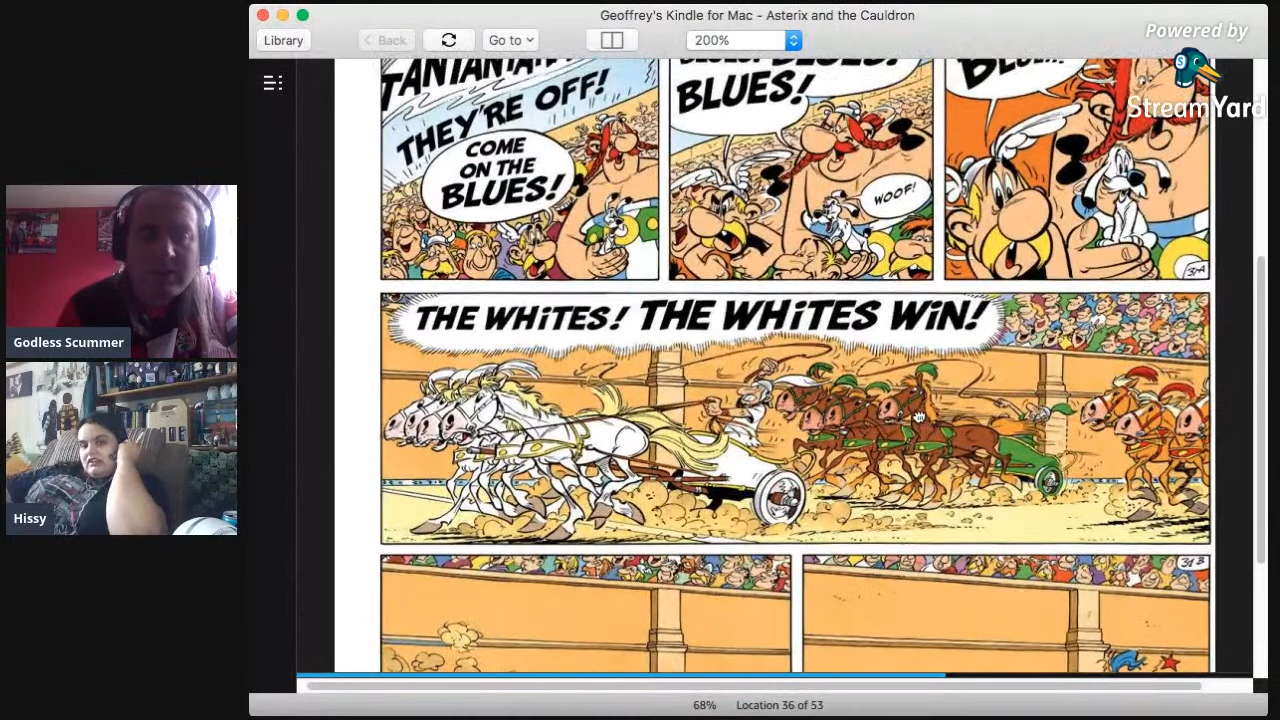 Geoffrey's Kindle for Mac - Asterix and the Cauldron
Powered by
StreamYard
Library
Back
Go to
200%
THEY'RE OFF!
COME
ON THE
BLUES!
BLUES!
WOOF!
31A
THE WHiTES! THE WHiTES WiN!
31B
Godless Scummer
Hissy
68% Location 36 of 53